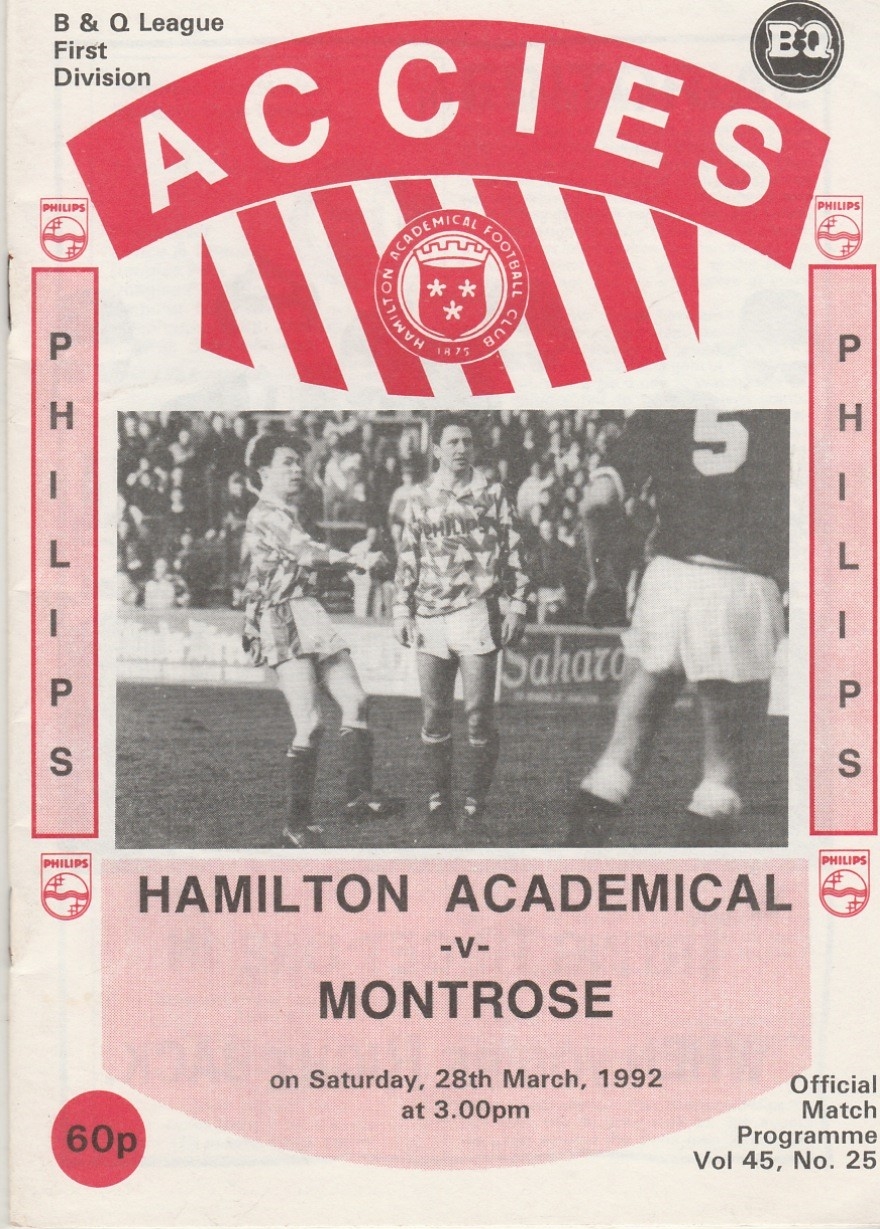 B & Q League
First
Division
B&Q
ACCIES
PHILIPS
PHILIPS
HAMILTON ACADEMICAL FOOTBALL CLUB
1875
PHILIPS
PHILIPS
5
PHILIPS
Sahara
PHILIPS
PHILIPS
HAMILTON ACADEMICAL
-v-
MONTROSE
on Saturday, 28th March, 1992
at 3.00pm
60p
Official
Match
Programme
Vol 45, No. 25